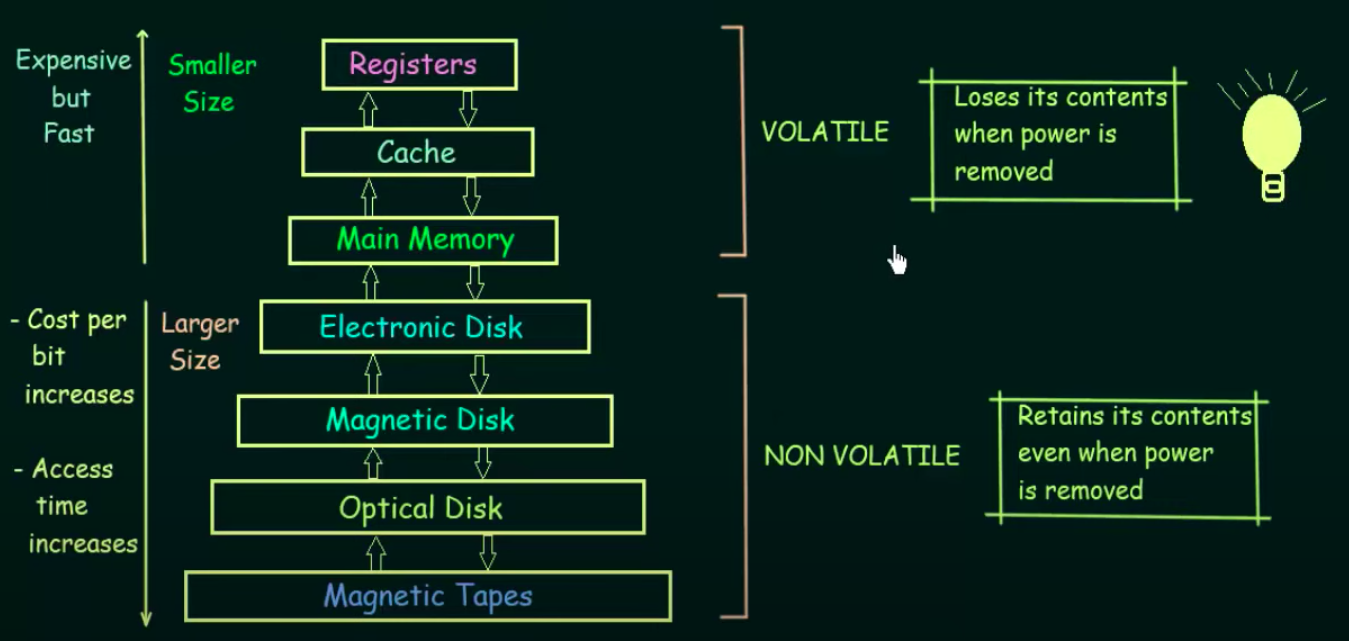 Expensive
but
Fast
Smaller
Size
Registers
Cache
Main Memory
VOLATILE
Loses its contents
when power is
removed
- Cost per
bit
increases
- Access
time
increases
Larger
Size
Electronic Disk
Magnetic Disk
Optical Disk
Magnetic Tapes
NON VOLATILE
Retains its contents
even when power
is removed